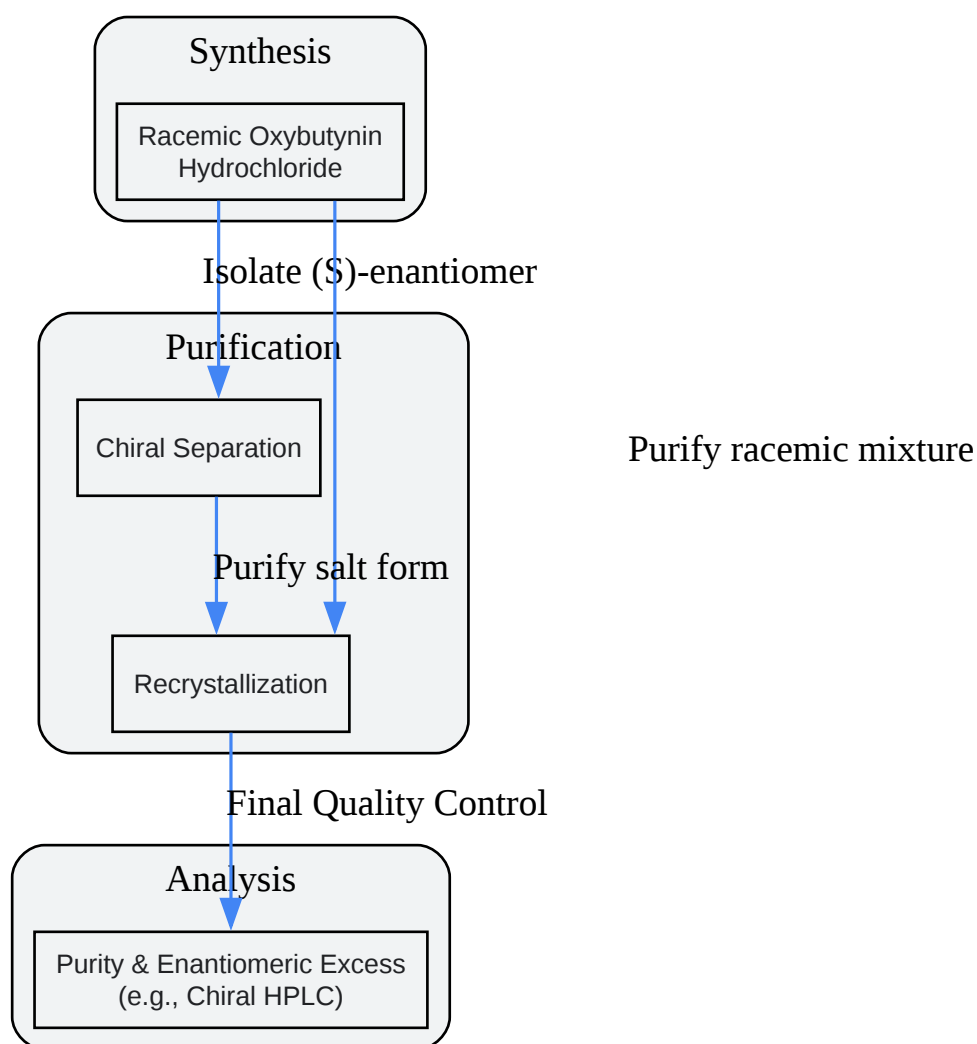 Synthesis
Racemic Oxybutynin
Hydrochloride
Isolate (S)-enantiomer
Purification
Chiral Separation
Purify racemic mixture
Purify salt form
Recrystallization
Final Quality Control
Analysis
Purity & Enantiomeric Excess
(e.g., Chiral HPLC)